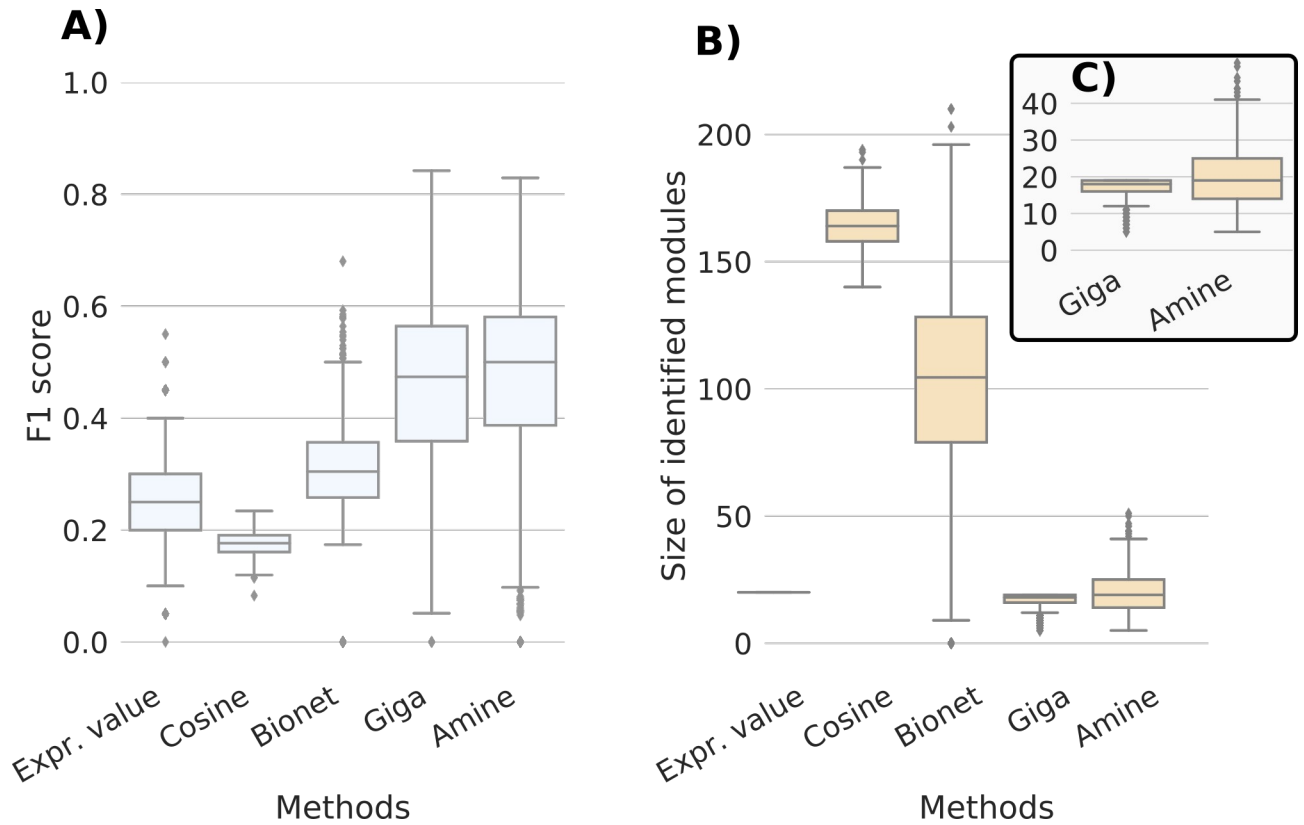 A)
1.0
0.8
0.6
0.4
0.2
0.0
F1 score
Expr. value
Cosine
Bionet
Giga
Amine
Methods
B)
200
150
100
50
0
Size of identified modules
Expr. value
Cosine
Bionet
Giga
Amine
Methods
C)
40
30
20
10
0
Giga
Amine